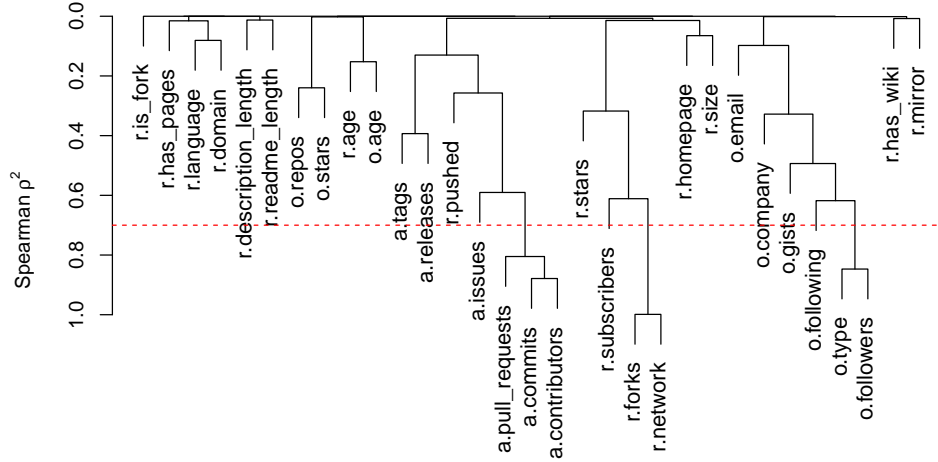 Spearman ρ²
0.0
0.2
0.4
0.6
0.8
1.0
r.is_fork
r.has_pages
r.language
r.domain
r.description_length
r.readme_length
o.repos
o.stars
r.age
o.age
a.tags
a.releases
r.pushed
a.issues
a.pull_requests
a.commits
a.contributors
r.stars
r.subscribers
r.forks
r.network
r.homepage
r.size
o.email
o.company
o.gists
o.following
o.type
o.followers
r.has_wiki
r.mirror